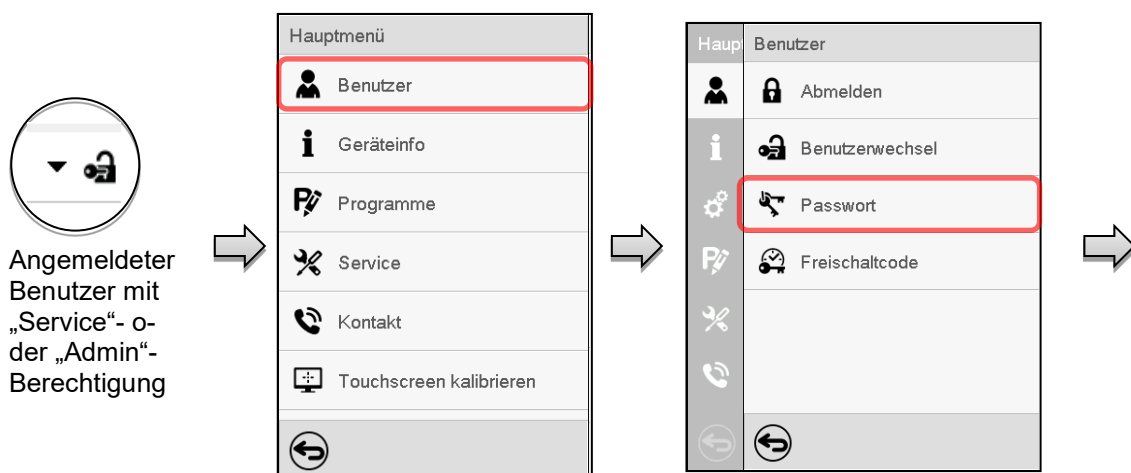 Angemeldeter
Benutzer mit
„Service“- o-
der „Admin“-
Berechtigung
Hauptmenü
Benutzer
Geräteinfo
Programme
Service
Kontakt
Touchscreen kalibrieren
Haup
Benutzer
Abmelden
Benutzerwechsel
Passwort
Freischaltcode